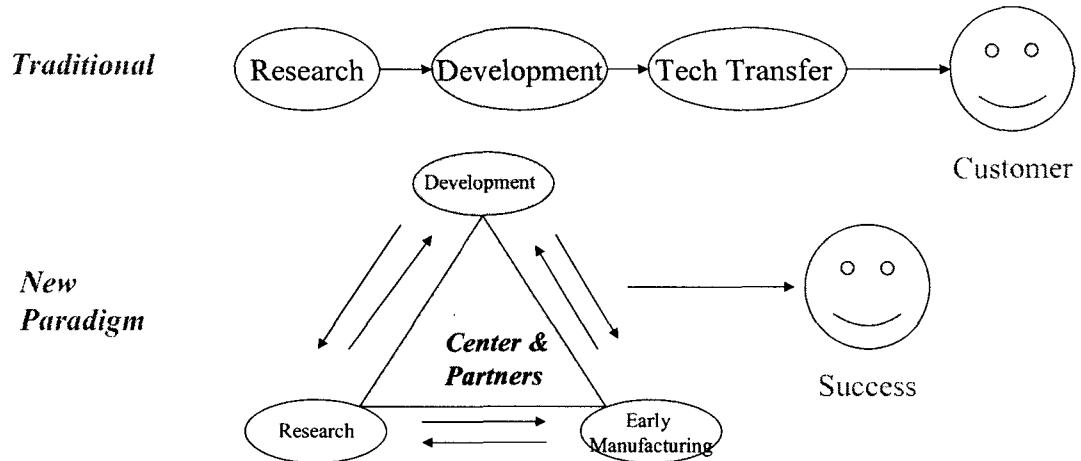 Traditional
Research
Development
Tech Transfer
Customer
Development
New
Paradigm
Center &
Partners
Success
Research
Early
Manufacturing